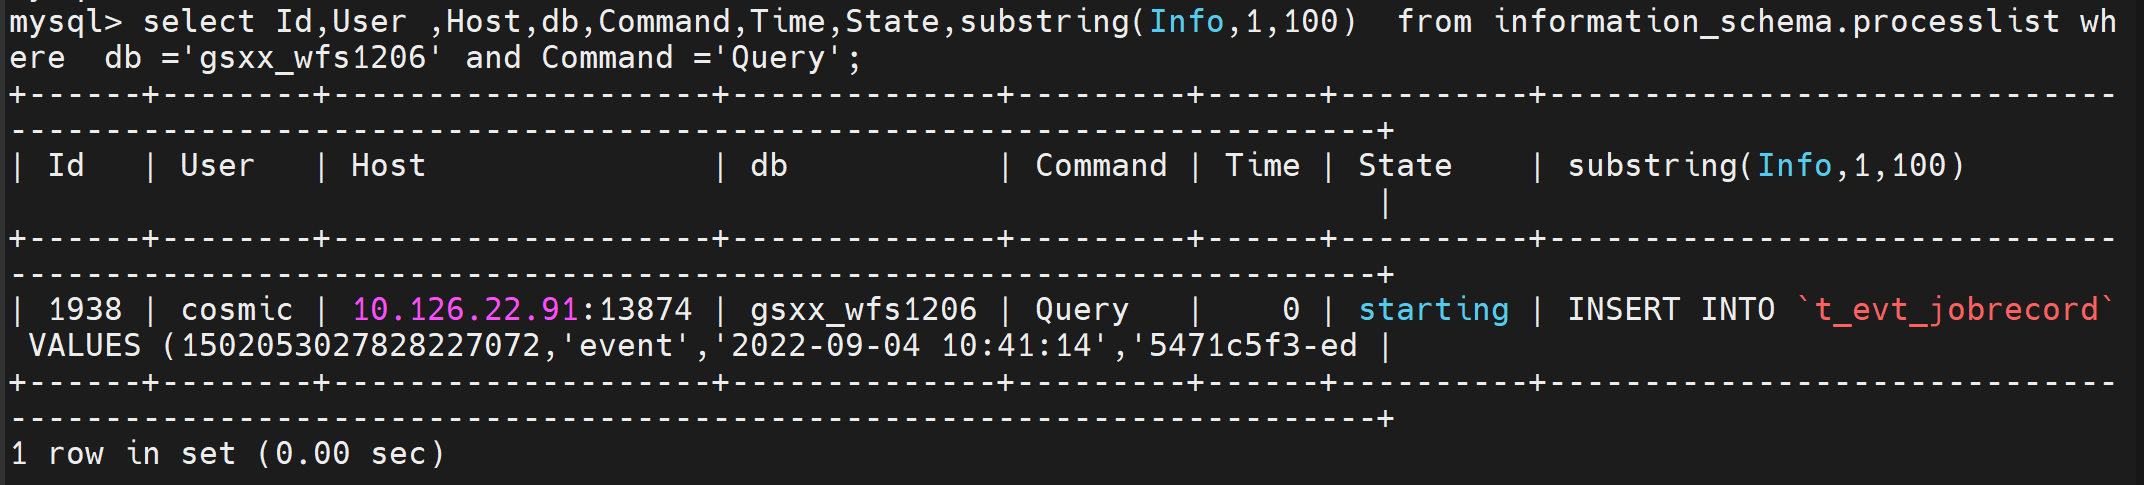 mysql> select Id,User ,Host,db,Command,Time,State,substring(Info,1,100)  from information_schema.processlist wh
ere  db ='gsxx_wfs1206' and Command ='Query';
+------+--------+--------------------+--------------+---------+------+----------+------------------------------
-------------------------------------------------------------------------+
| Id   | User   | Host               | db           | Command | Time | State    | substring(Info,1,100)
                                                                         |
+------+--------+--------------------+--------------+---------+------+----------+------------------------------
-------------------------------------------------------------------------+
| 1938 | cosmic | 10.126.22.91:13874 | gsxx_wfs1206 | Query   |    0 | starting | INSERT INTO `t_evt_jobrecord`
 VALUES (1502053027828227072,'event','2022-09-04 10:41:14','5471c5f3-ed |
+------+--------+--------------------+--------------+---------+------+----------+------------------------------
-------------------------------------------------------------------------+
1 row in set (0.00 sec)